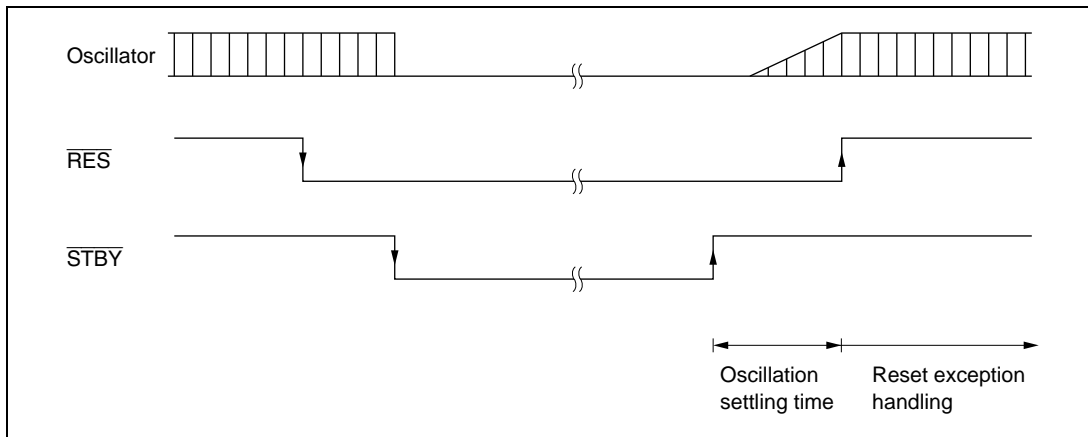 Oscillator
RES
STBY
Oscillation
settling time
Reset exception
handling